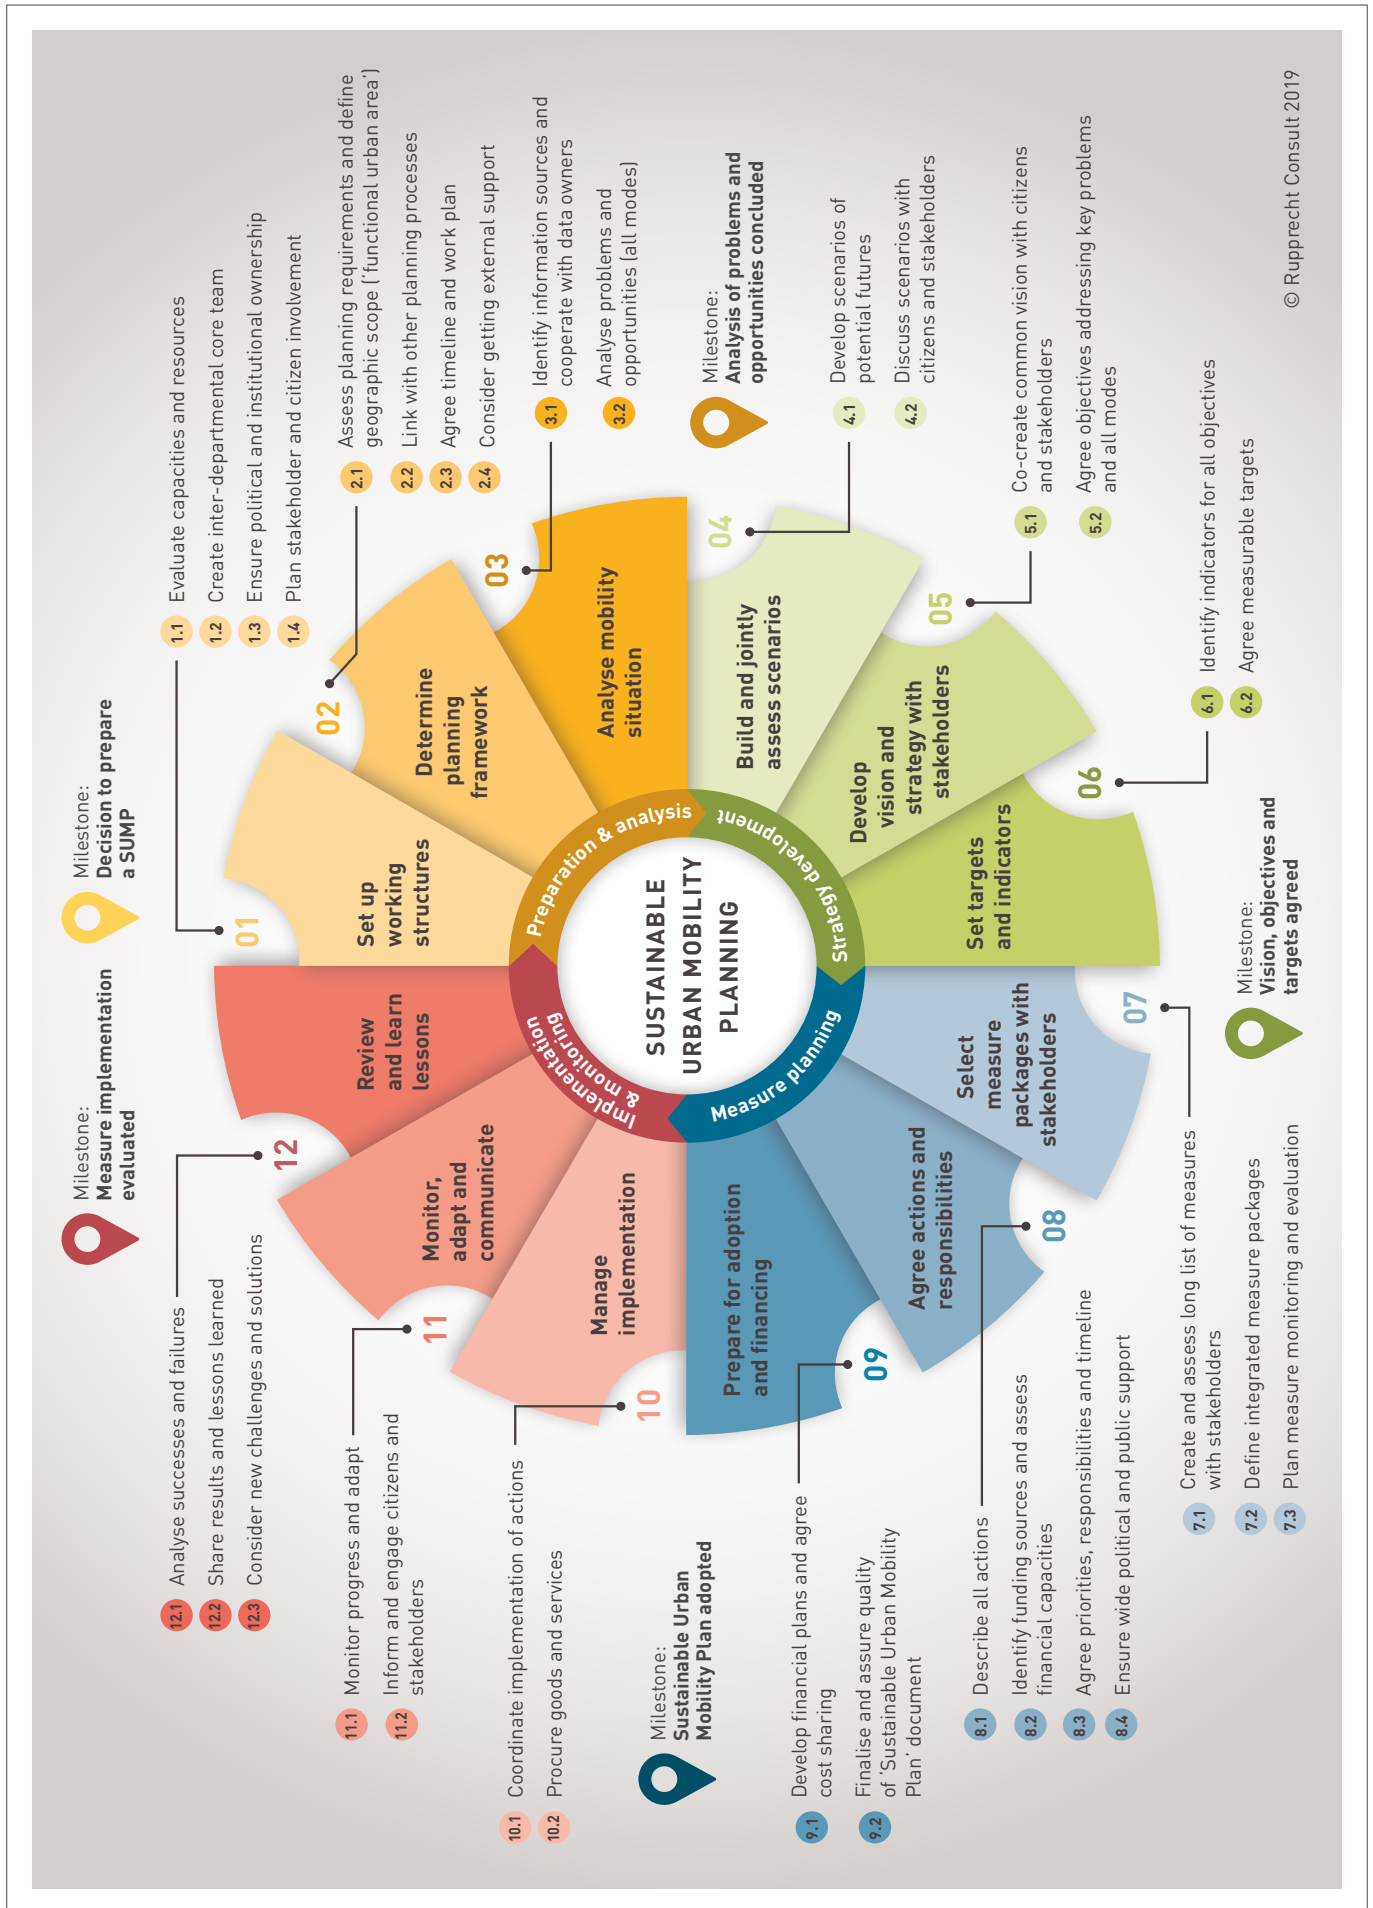 Milestone:
Decision to prepare
a SUMP
01
Set up
working
structures
1.1 Evaluate capacities and resources
1.2 Create inter-departmental core team
1.3 Ensure political and institutional ownership
1.4 Plan stakeholder and citizen involvement
02
Determine
planning
framework
2.1 Assess planning requirements and define
geographic scope (‘functional urban area’)
2.2 Link with other planning processes
2.3 Agree timeline and work plan
2.4 Consider getting external support
03
Analyse mobility
situation
3.1 Identify information sources and
cooperate with data owners
3.2 Analyse problems and
opportunities (all modes)
Milestone:
Analysis of problems and
opportunities concluded
04
Build and jointly
assess scenarios
4.1 Develop scenarios of
potential futures
4.2 Discuss scenarios with
citizens and stakeholders
05
Develop
vision and
strategy with
stakeholders
5.1 Co-create common vision with citizens
and stakeholders
5.2 Agree objectives addressing key problems
and all modes
06
Set targets
and indicators
6.1 Identify indicators for all objectives
6.2 Agree measurable targets
Milestone:
Vision, objectives and
targets agreed
07
Select
measure
packages with
stakeholders
7.1 Create and assess long list of measures
with stakeholders
7.2 Define integrated measure packages
7.3 Plan measure monitoring and evaluation
08
Agree actions and
responsibilities
8.1 Describe all actions
8.2 Identify funding sources and assess
financial capacities
8.3 Agree priorities, responsibilities and timeline
8.4 Ensure wide political and public support
09
Prepare for adoption
and financing
9.1 Develop financial plans and agree
cost sharing
9.2 Finalise and assure quality
of ‘Sustainable Urban Mobility
Plan’ document
Milestone:
Sustainable Urban
Mobility Plan adopted
10
Manage
implementation
10.1 Coordinate implementation of actions
10.2 Procure goods and services
11
Monitor,
adapt and
communicate
11.1 Monitor progress and adapt
11.2 Inform and engage citizens and
stakeholders
12
Review
and learn
lessons
12.1 Analyse successes and failures
12.2 Share results and lessons learned
12.3 Consider new challenges and solutions
Milestone:
Measure implementation
evaluated
Preparation & analysis
Strategy development
Measure planning
Implementation
& monitoring
SUSTAINABLE
URBAN MOBILITY
PLANNING
© Rupprecht Consult 2019